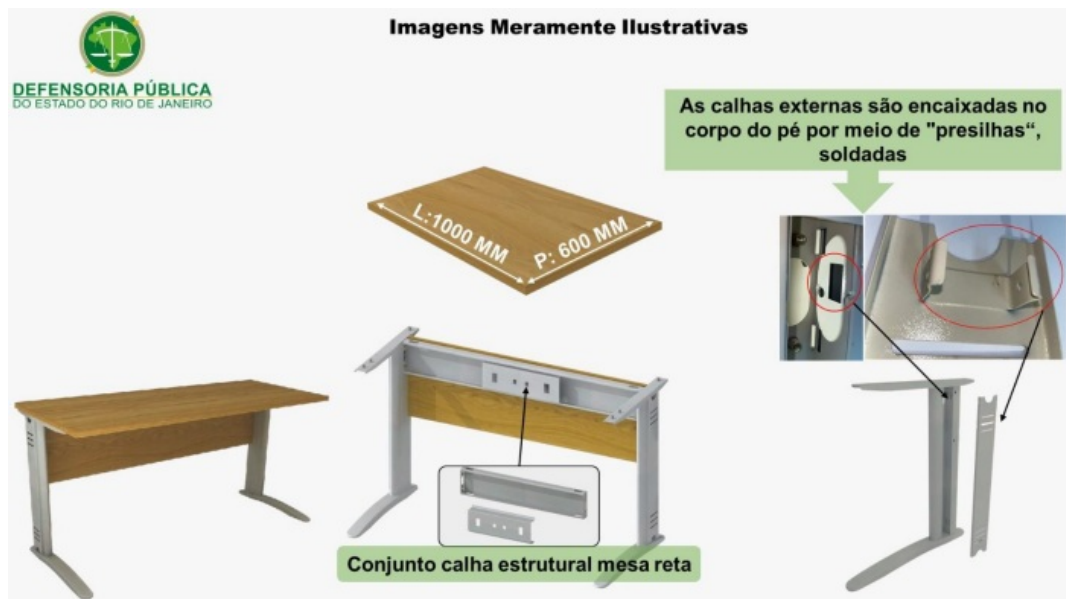 Imagens Meramente Ilustrativas
DEFENSORIA PÚBLICA
DO ESTADO DO RIO DE JANEIRO
As calhas externas são encaixadas no
corpo do pé por meio de "presilhas“,
soldadas
L:1000 MM
P: 600 MM
Conjunto calha estrutural mesa reta